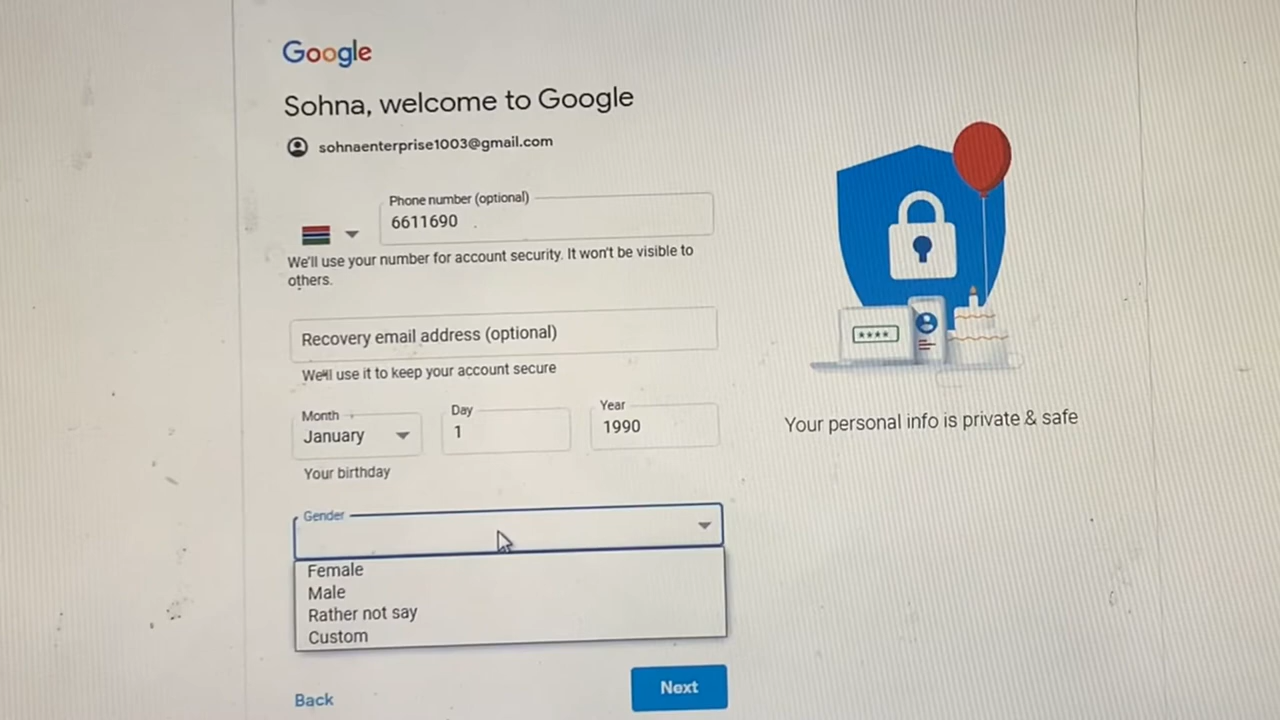 Google
Sohna, welcome to Google
sohnaenterprise1003@gmail.com
Phone number (optional)
6611690
We'll use your number for account security. It won't be visible to
others.
Recovery email address (optional)
We'll use it to keep your account secure
Month
January
Day
1
Year
1990
Your birthday
Gender
Female
Male
Rather not say
Custom
Back
Next
****
Your personal info is private & safe